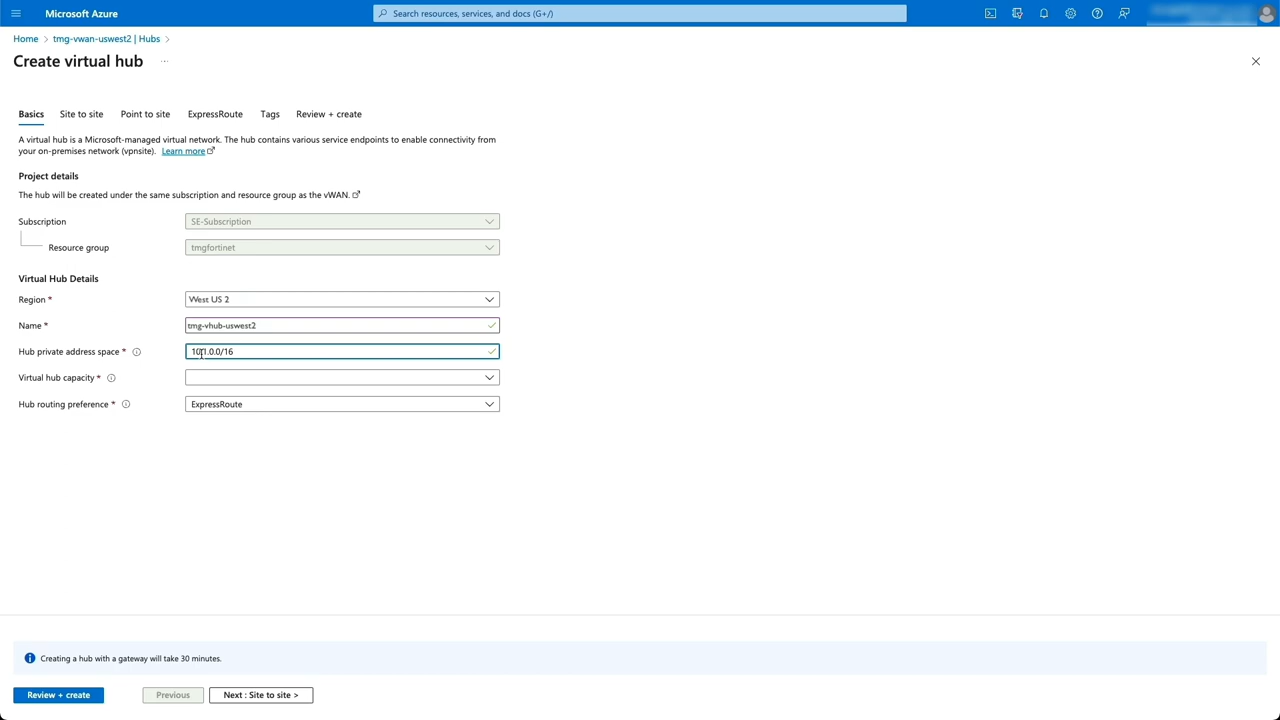 Microsoft Azure
Search resources, services, and docs (G+/)
Home > tmg-vwan-uswest2 | Hubs >
Create virtual hub ...
Basics Site to site Point to site ExpressRoute Tags Review + create
A virtual hub is a Microsoft-managed virtual network. The hub contains various service endpoints to enable connectivity from
your on-premises network (vpnsite). Learn more
Project details
The hub will be created under the same subscription and resource group as the vWAN.
Subscription SE-Subscription
Resource group tmgfortinet
Virtual Hub Details
Region * West US 2
Name * tmg-vhub-uswest2
Hub private address space *
Virtual hub capacity *
Hub routing preference * ExpressRoute
Creating a hub with a gateway will take 30 minutes.
Review + create Previous Next : Site to site >